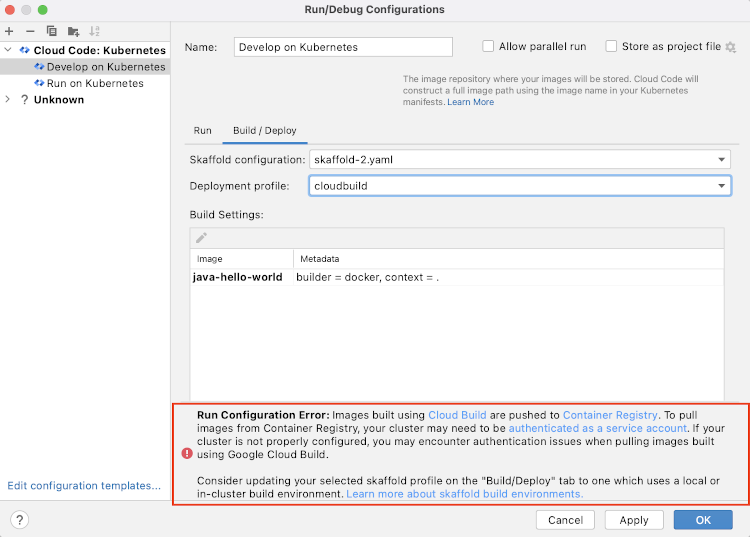 Run/Debug Configurations
Cloud Code: Kubernetes
Develop on Kubernetes
Run on Kubernetes
? Unknown
Edit configuration templates...
Name: Develop on Kubernetes
Allow parallel run
Store as project file
The image repository where your images will be stored. Cloud Code will
construct a full image path using the image name in your Kubernetes
manifests. Learn More
Run
Build / Deploy
Skaffold configuration: skaffold-2.yaml
Deployment profile: cloudbuild
Build Settings:
Image
Metadata
java-hello-world
builder = docker, context = .
Run Configuration Error: Images built using Cloud Build are pushed to Container Registry. To pull
images from Container Registry, your cluster may need to be authenticated as a service account. If your
cluster is not properly configured, you may encounter authentication issues when pulling images built
using Google Cloud Build.
Consider updating your selected skaffold profile on the "Build/Deploy" tab to one which uses a local or
in-cluster build environment. Learn more about skaffold build environments.
?
Cancel
Apply
OK